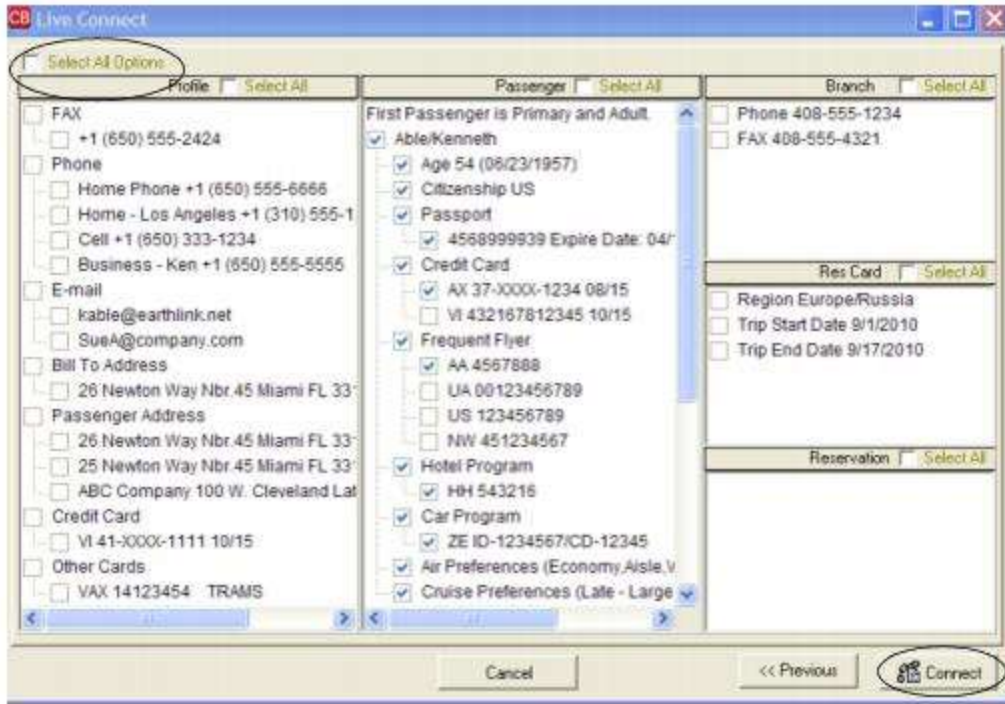 CB Live Connect
Select All Options
Profile Select All
FAX
+1 (650) 555-2424
Phone
Home Phone +1 (650) 555-6666
Home - Los Angeles +1 (310) 555-1
Cell +1 (650) 333-1234
Business - Ken +1 (650) 555-5555
E-mail
kable@earthlink.net
SueA@company.com
Bill To Address
26 Newton Way Nbr.45 Miami FL 331
Passenger Address
26 Newton Way Nbr.45 Miami FL 331
25 Newton Way Nbr.45 Miami FL 331
ABC Company 100 W. Cleveland Lat
Credit Card
VI 41-XXXX-1111 10/15
Other Cards
VAX 14123454 TRAMS
Passenger Select All
First Passenger is Primary and Adult.
Able/Kenneth
Age 54 (06/23/1957)
Citizenship US
Passport
4568999939 Expire Date: 04/
Credit Card
AX 37-XXXX-1234 08/15
VI 432167812345 10/15
Frequent Flyer
AA 4567888
UA 00123456789
US 123456789
NW 451234567
Hotel Program
HH 543216
Car Program
ZE ID-1234567/CD-12345
Air Preferences (Economy,Aisle,V
Cruise Preferences (Late - Large
Branch Select All
Phone 408-555-1234
FAX 408-555-4321
Res Card Select All
Region Europe/Russia
Trip Start Date 9/1/2010
Trip End Date 9/17/2010
Reservation Select All
Cancel
<< Previous
Connect